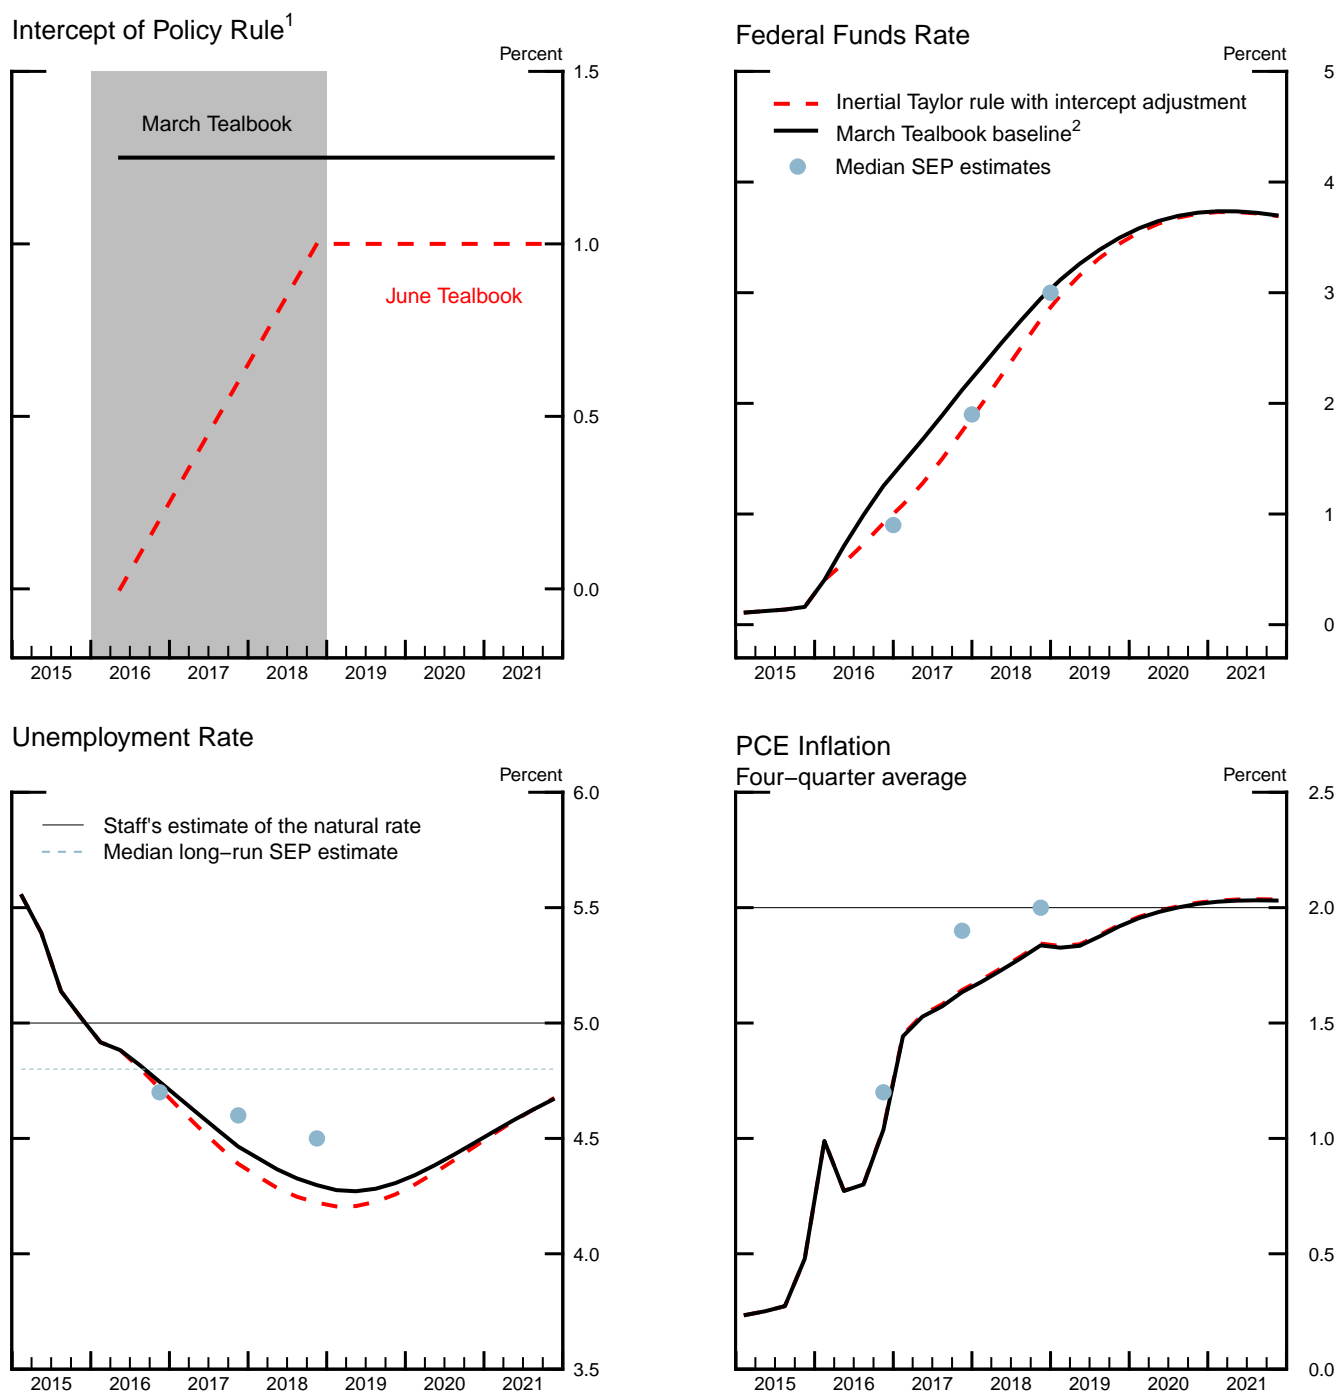 Intercept of Policy Rule1
Percent
1.5
1.0
0.5
0.0
March Tealbook
June Tealbook
2015 2016 2017 2018 2019 2020 2021
Federal Funds Rate
Percent
5
4
3
2
1
0
Inertial Taylor rule with intercept adjustment
March Tealbook baseline2
Median SEP estimates
2015 2016 2017 2018 2019 2020 2021
Unemployment Rate
Percent
6.0
5.5
5.0
4.5
4.0
3.5
Staff's estimate of the natural rate
Median long−run SEP estimate
2015 2016 2017 2018 2019 2020 2021
PCE Inflation
Four−quarter average
Percent
2.5
2.0
1.5
1.0
0.5
0.0
2015 2016 2017 2018 2019 2020 2021